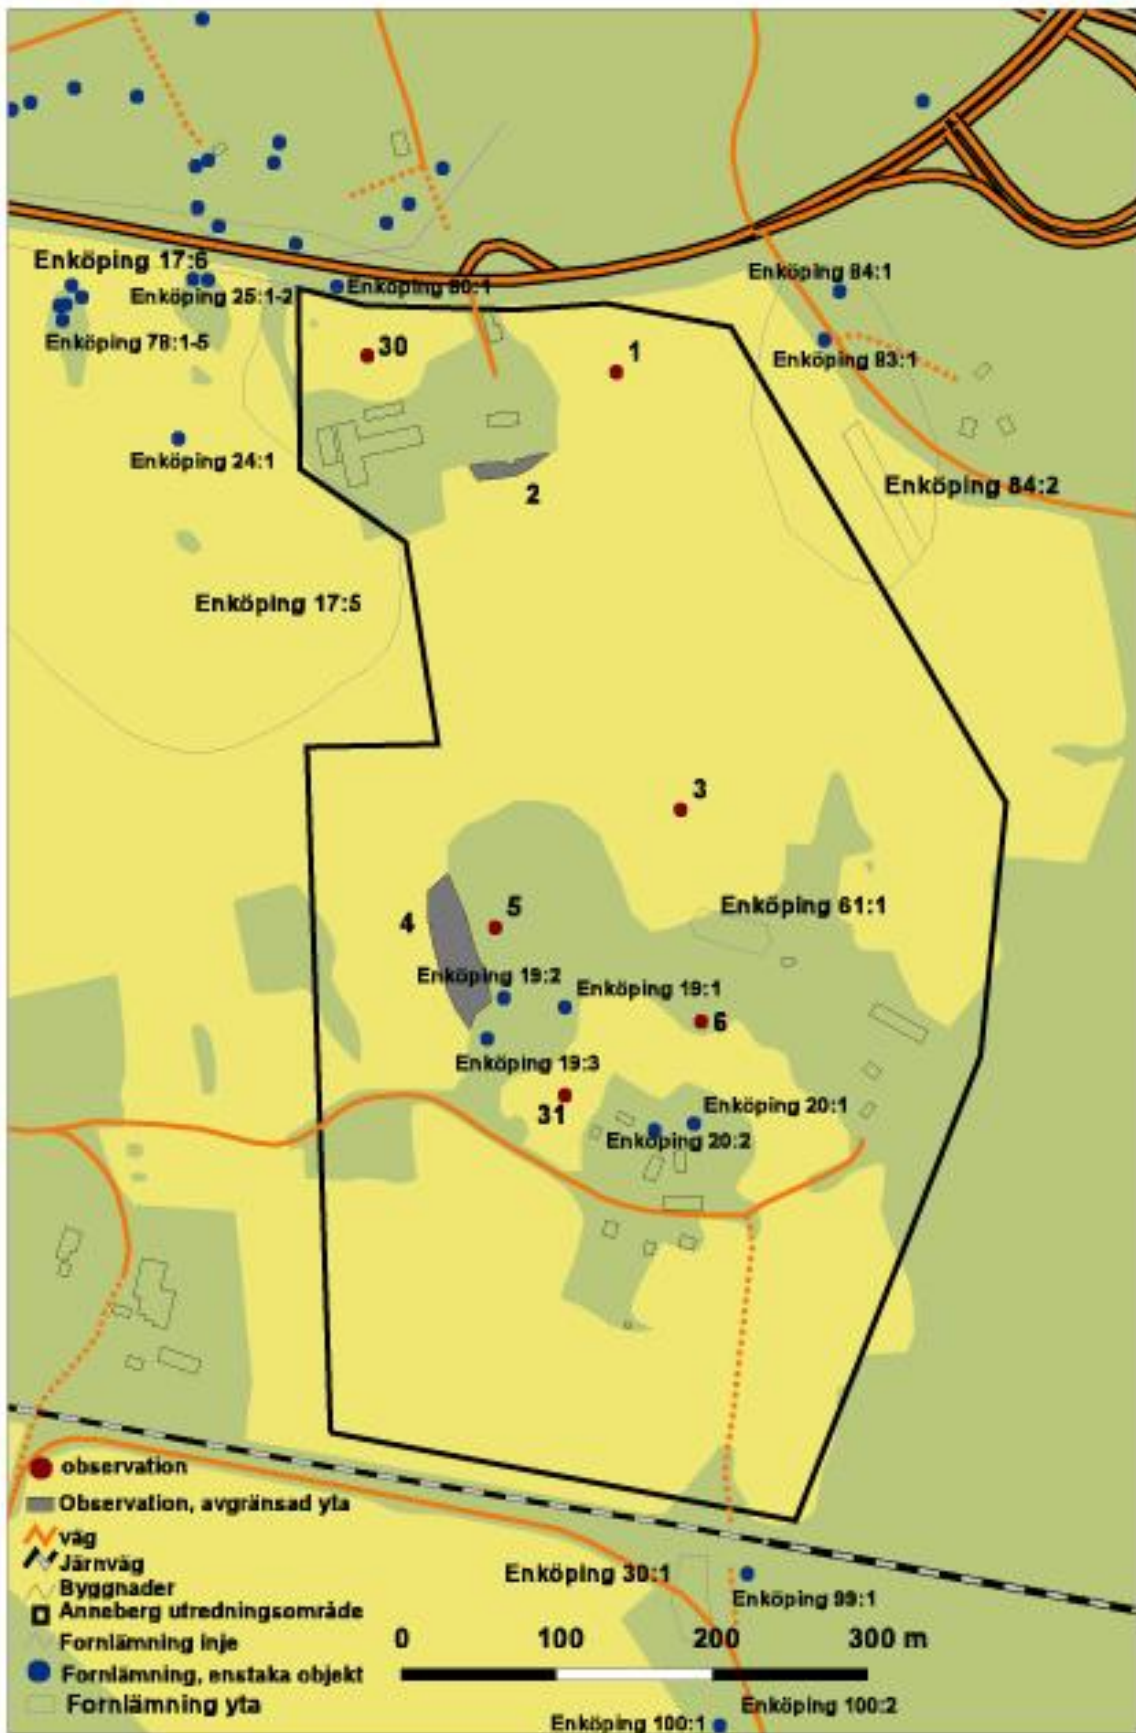 Enköping 17:6
Enköping 25:1-2
Enköping 80:1
Enköping 84:1
Enköping 78:1-5
30
1
Enköping 83:1
Enköping 24:1
2
Enköping 84:2
Enköping 17:5
3
4
5
Enköping 61:1
Enköping 19:2
Enköping 19:1
6
Enköping 19:3
31
Enköping 20:1
Enköping 20:2
observation
Observation, avgränsad yta
väg
Järnväg
Byggnader
Anneberg utredningsområde
Fornlämning inje
Fornlämning, enstaka objekt
Fornlämning yta
Enköping 30:1
Enköping 99:1
0 100 200 300 m
Enköping 100:2
Enköping 100:1